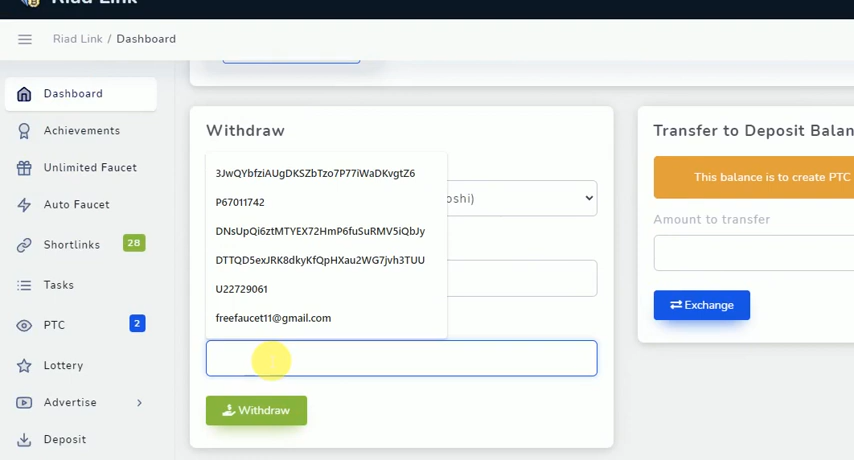 Riad Link
Riad Link / Dashboard
Dashboard
Achievements
Unlimited Faucet
Auto Faucet
Shortlinks 28
Tasks
PTC 2
Lottery
Advertise
Deposit
Withdraw
oshi)
3JwQYbfziAUgDKSZbTzo7P77iWaDKvgtZ6
P67011742
DNsUpQi6ztMTYEX72HmP6fuSuRMV5iQbJy
DTTQD5exJRK8dkyKfQpHXau2WG7jvh3TUU
U22729061
freefaucet11@gmail.com
Withdraw
Transfer to Deposit Balan
This balance is to create PTC
Amount to transfer
Exchange